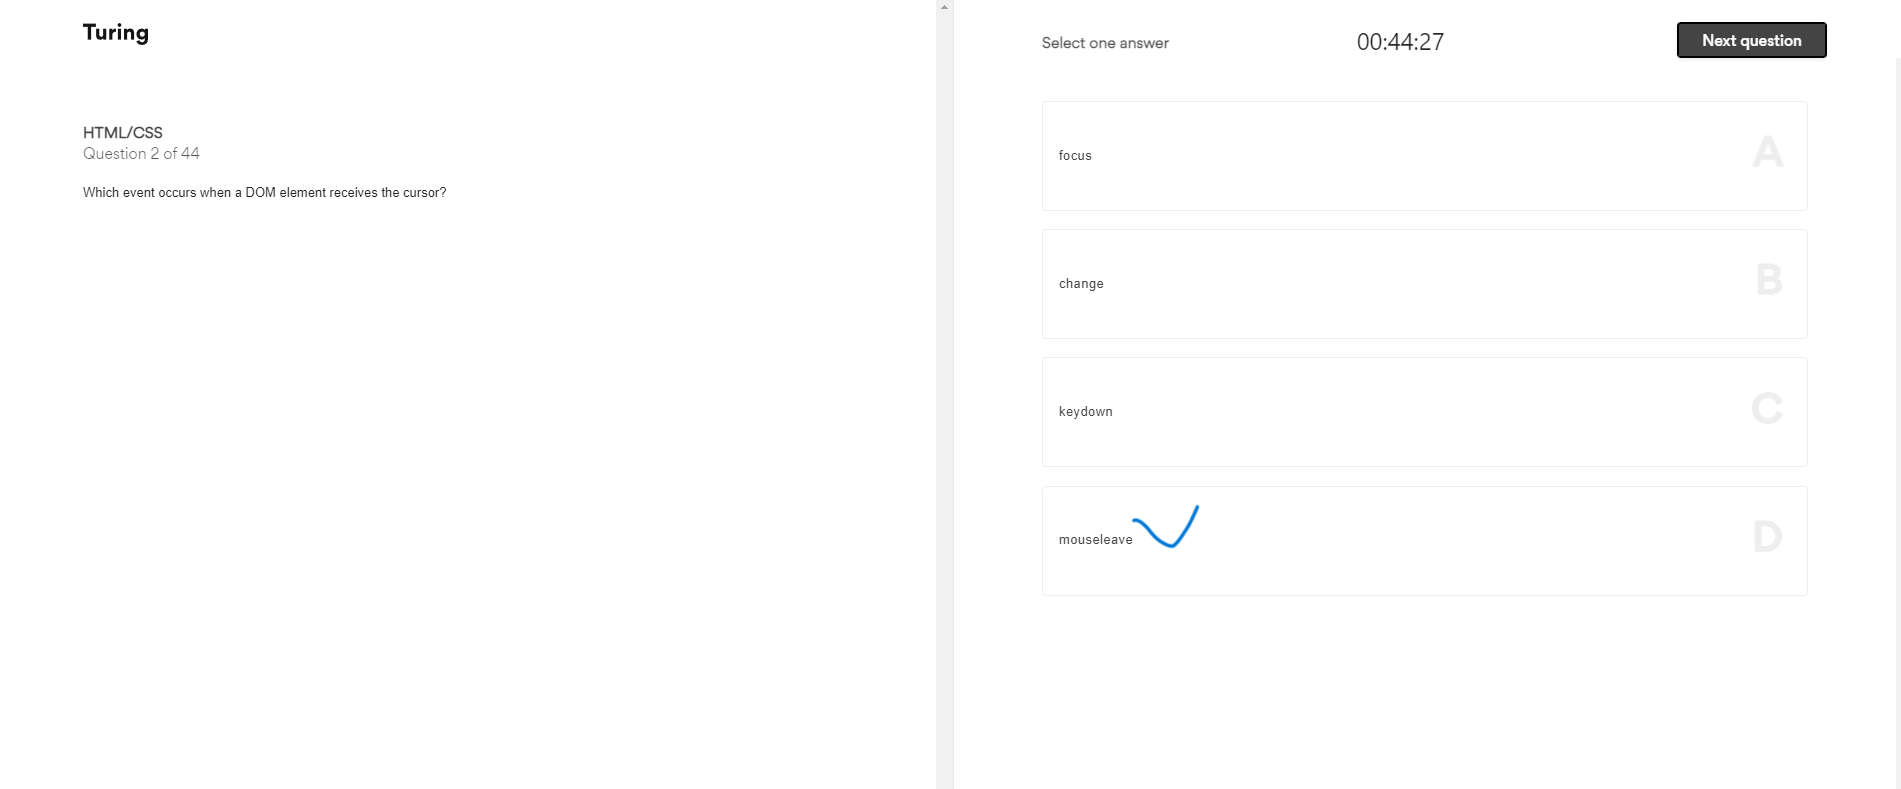 Turing
HTML/CSS
Question 2 of 44
Which event occurs when a DOM element receives the cursor?
Select one answer
00:44:27
Next question
focus
A
change
B
keydown
C
mouseleave
D